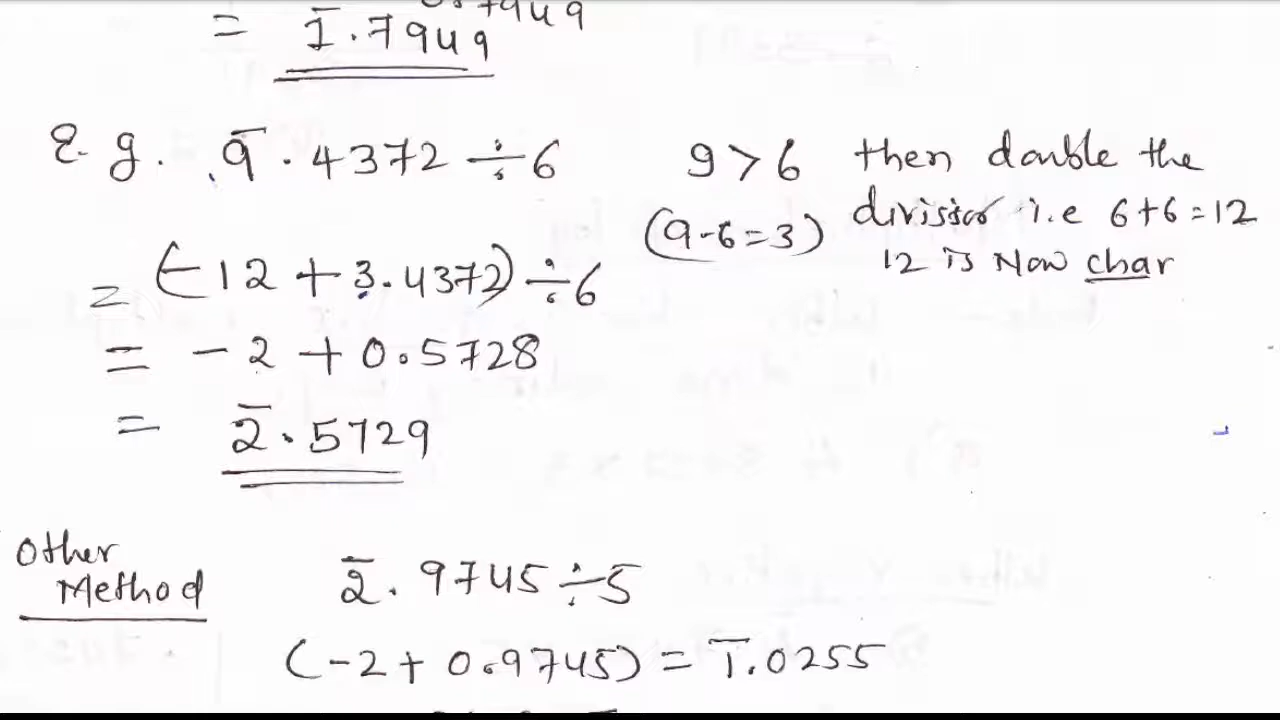 = 1̄.7949
E.g. 9̄.4372 ÷ 6
9 > 6 then double the
(9-6=3) divisior i.e 6+6=12
12 is Now char
= (-12 + 3.4372) ÷ 6
= -2 + 0.5728
= 2̄.5729
Other
Method
2̄.9745 ÷ 5
(-2 + 0.9745) = 1̄.0255